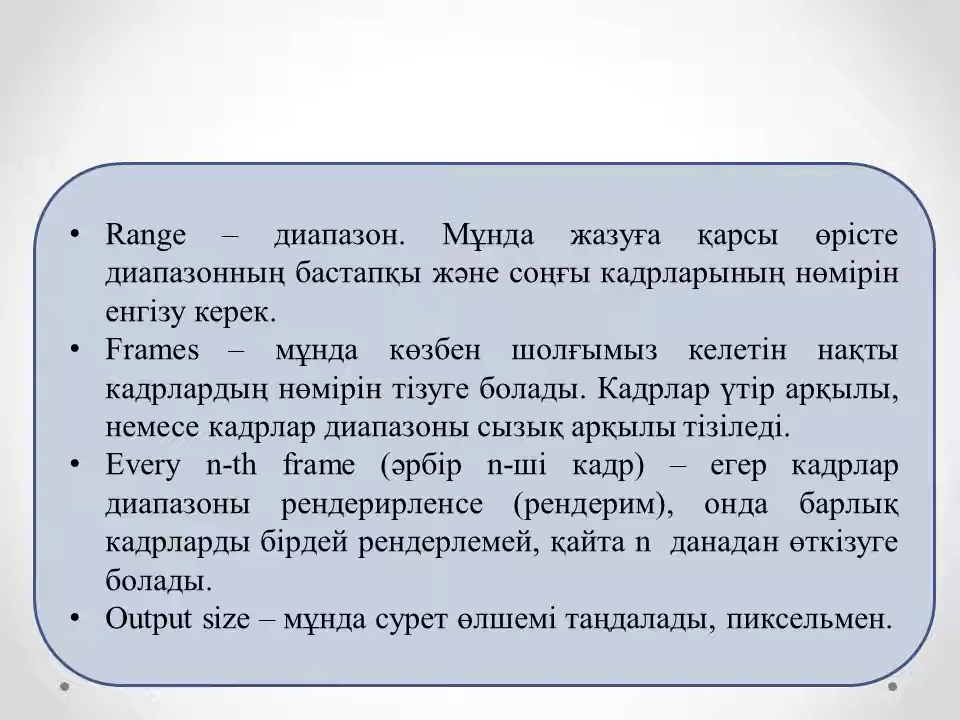 • Range – диапазон. Мұнда жазуға қарсы өрісте
диапазонның бастапқы және соңғы кадрларының нөмірін
енгізу керек.
• Frames – мұнда көзбен шолғымыз келетін нақты
кадрлардың нөмірін тізуге болады. Кадрлар үтір арқылы,
немесе кадрлар диапазоны сызық арқылы тізіледі.
• Every n-th frame (әрбір n-ші кадр) – егер кадрлар
диапазоны рендерирленсе (рендерим), онда барлық
кадрларды бірдей рендерлемей, қайта n данадан өткізуге
болады.
• Output size – мұнда сурет өлшемі таңдалады, пиксельмен.